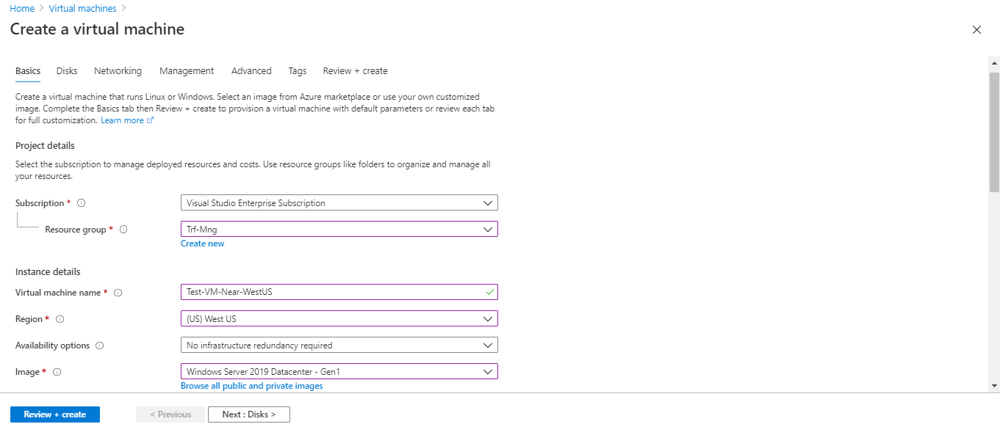 Home > Virtual machines >
Create a virtual machine
Basics Disks Networking Management Advanced Tags Review + create
Create a virtual machine that runs Linux or Windows. Select an image from Azure marketplace or use your own customized
image. Complete the Basics tab then Review + create to provision a virtual machine with default parameters or review each tab
for full customization. Learn more
Project details
Select the subscription to manage deployed resources and costs. Use resource groups like folders to organize and manage all
your resources.
Subscription * Visual Studio Enterprise Subscription
Resource group * Trf-Mng
Create new
Instance details
Virtual machine name * Test-VM-Near-WestUS
Region * (US) West US
Availability options No infrastructure redundancy required
Image * Windows Server 2019 Datacenter - Gen1
Browse all public and private images
Review + create < Previous Next : Disks >